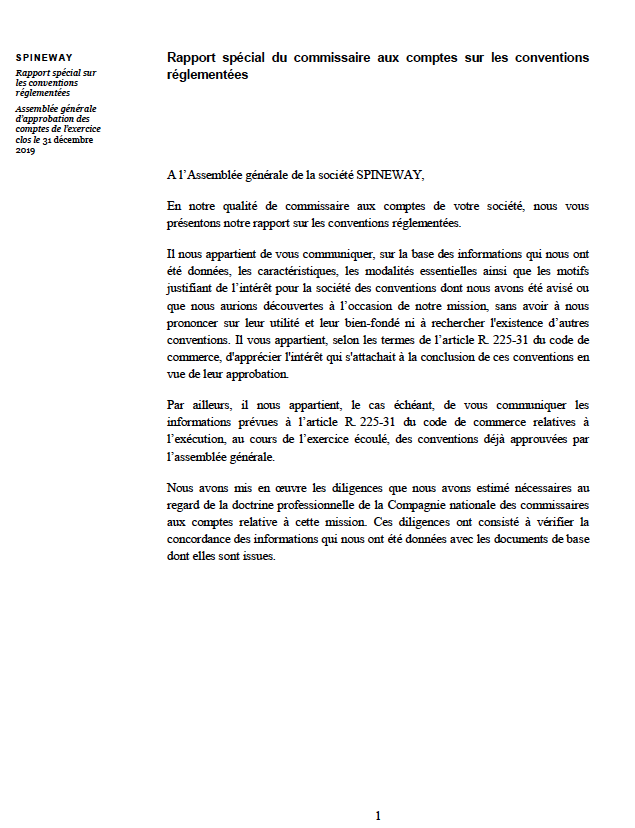 SPINEWAY
Rapport spécial sur
les conventions
réglementées
Assemblée générale
d'approbation des
comptes de l'exercice
clos le 31 décembre
2019
Rapport spécial du commissaire aux comptes sur les conventions
réglementées
A l'Assemblée générale de la société SPINEWAY,
En notre qualité de commissaire aux comptes de votre société, nous vous
présentons notre rapport sur les conventions réglementées.
Il nous appartient de vous communiquer, sur la base des informations qui nous ont
été données, les caractéristiques, les modalités essentielles ainsi que les motifs
justifiant de l'intérêt pour la société des conventions dont nous avons été avisé ou
que nous aurions découvertes à l'occasion de notre mission, sans avoir à nous
prononcer sur leur utilité et leur bien-fondé ni à rechercher l'existence d'autres
conventions. Il vous appartient, selon les termes de l'article R. 225-31 du code de
commerce, d'apprécier l'intérêt qui s'attachait à la conclusion de ces conventions en
vue de leur approbation.
Par ailleurs, il nous appartient, le cas échéant, de vous communiquer les
informations prévues à l'article R. 225-31 du code de commerce relatives à
l'exécution, au cours de l'exercice écoulé, des conventions déjà approuvées par
l'assemblée générale.
Nous avons mis en œuvre les diligences que nous avons estimé nécessaires au
regard de la doctrine professionnelle de la Compagnie nationale des commissaires
aux comptes relative à cette mission. Ces diligences ont consisté à vérifier la
concordance des informations qui nous ont été données avec les documents de base
dont elles sont issues.
1